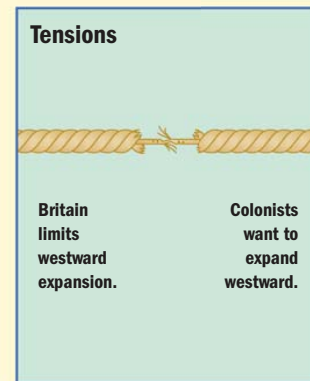 Tensions
Britain
limits
westward
expansion.
Colonists
want to
expand
westward.